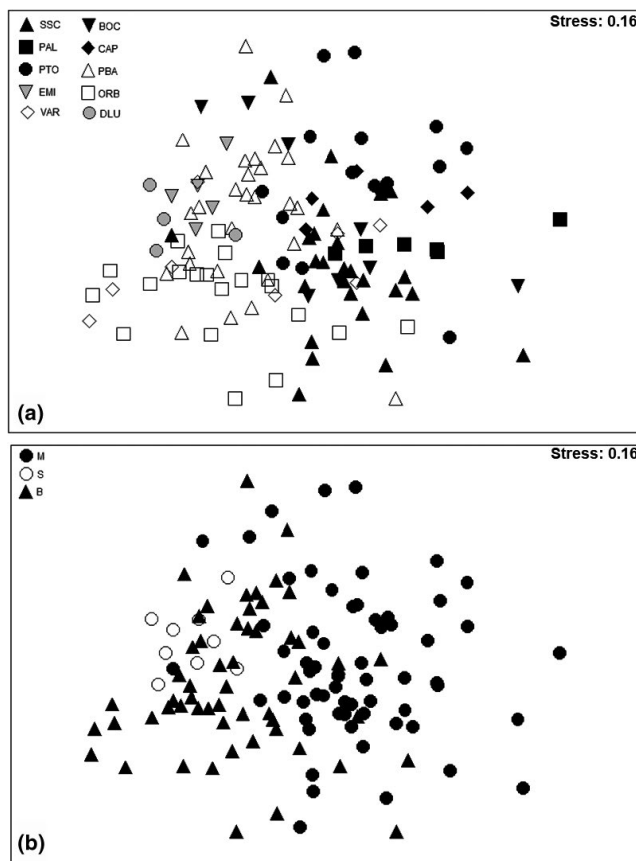 Stress: 0.16
SSC BOC
PAL CAP
PTO PBA
EMI ORB
VAR DLU
(a)
Stress: 0.16
M
S
B
(b)